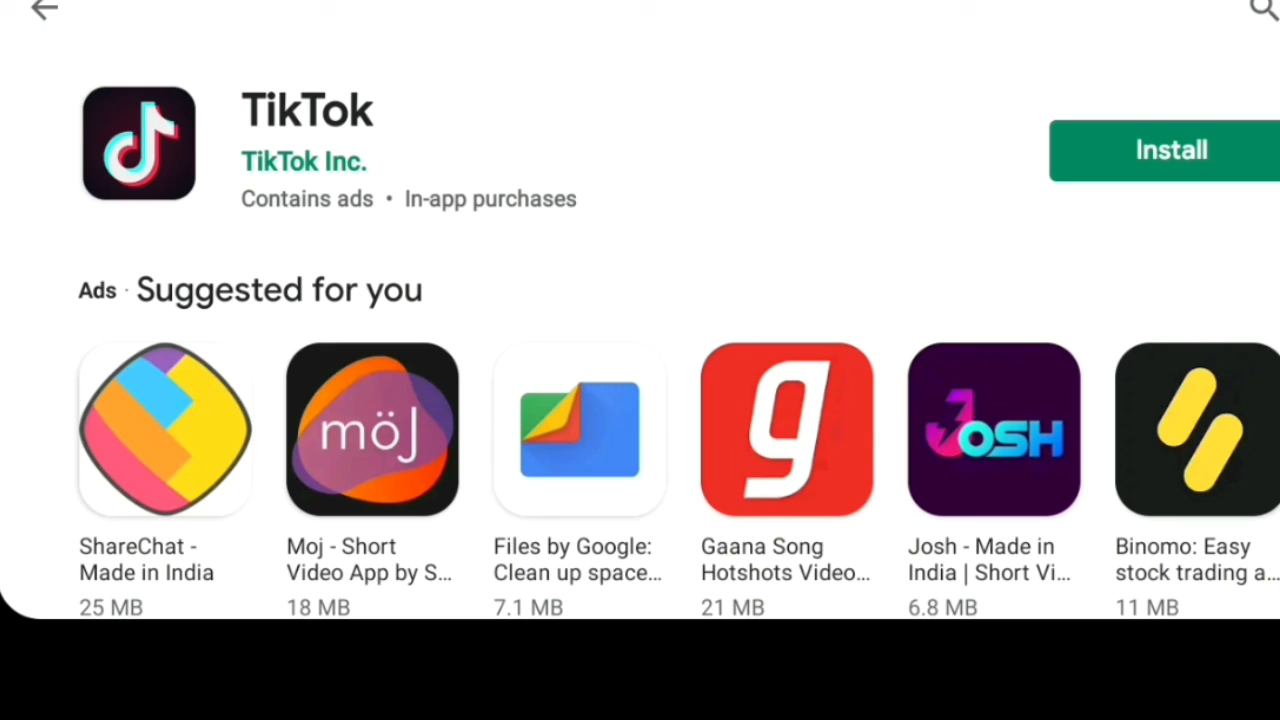 TikTok
TikTok Inc.
Contains ads • In-app purchases
Install
Ads · Suggested for you
möj
g
JOSH
ShareChat -
Made in India
25 MB
Moj - Short
Video App by S...
18 MB
Files by Google:
Clean up space...
7.1 MB
Gaana Song
Hotshots Video...
21 MB
Josh - Made in
India | Short Vi...
6.8 MB
Binomo: Easy
stock trading a...
11 MB